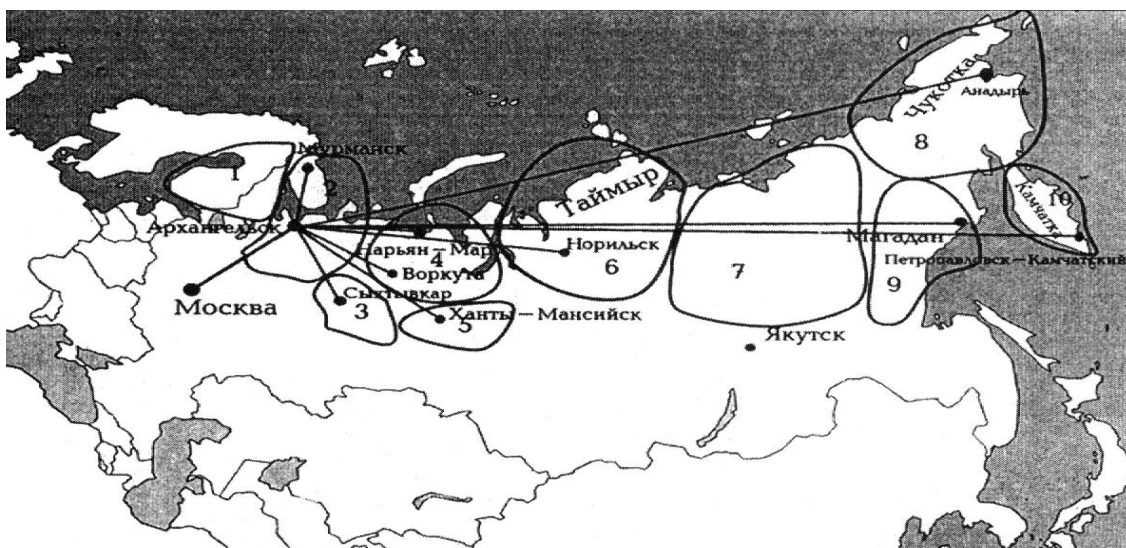 Чукотка
Анадырь
8
Мурманск
1
2
Таймыр
Камчатка
10
Архангельск
Магадан
Нарьян – Мар
Норильск
4
Петропавловск – Камчатский
6
7
Воркута
9
Москва
Сыктывкар
3
Ханты – Мансийск
5
Якутск